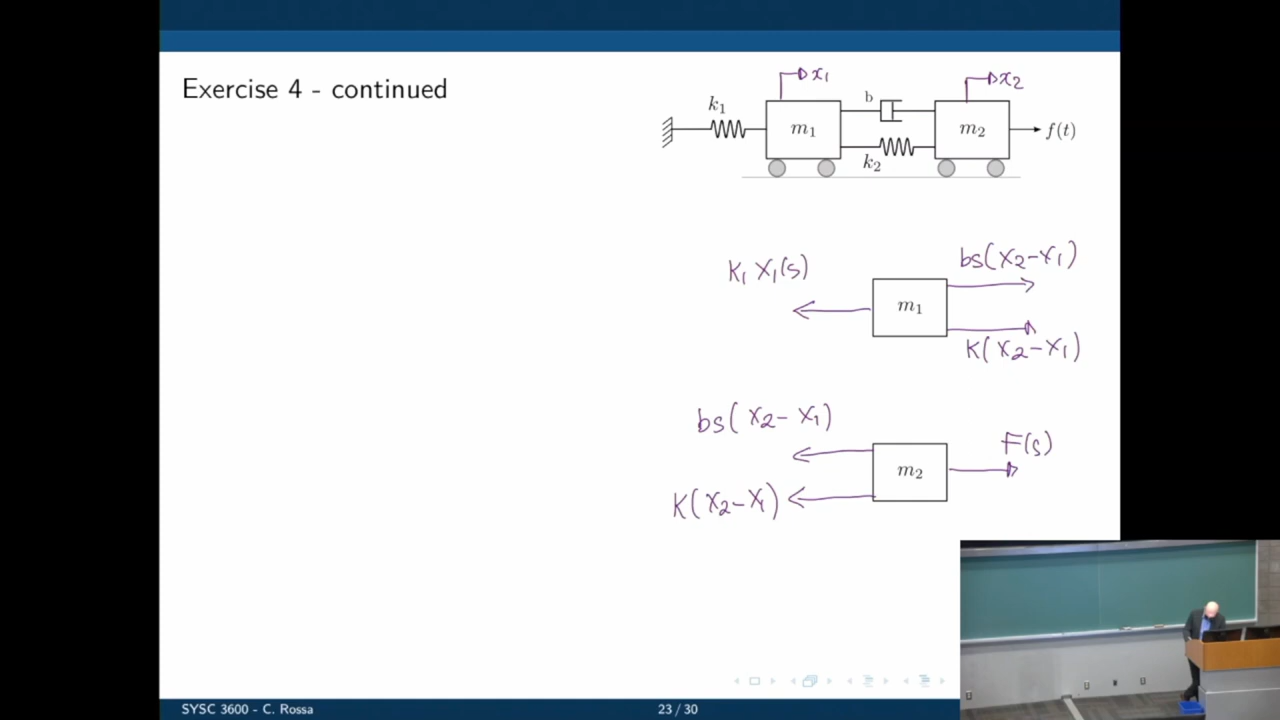 Exercise 4 - continued
x₁
x₂
k₁
b
m₁
m₂
f(t)
k₂
K₁ X₁(s)
bs(X₂-X₁)
m₁
K(X₂-X₁)
bs(X₂-X₁)
F(s)
m₂
K(X₂-X₁)
SYSC 3600 - C. Rossa
23 / 30